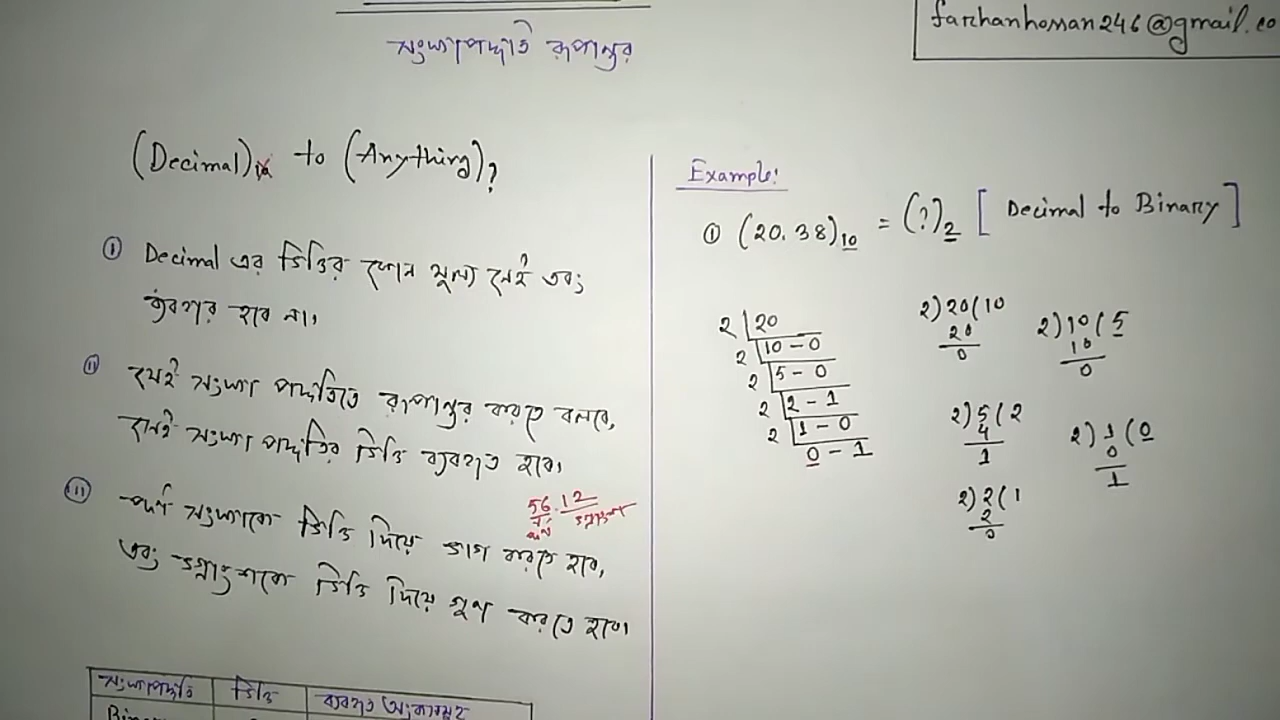 সংখ্যাপদ্ধতি রূপান্তর
farhanhossan246@gmail.co
(Decimal)10 to (Anything)?
① Decimal এর ভিত্তির কোন মূল্য নেই এবং
ব্যবহার হবে না।
ⅱ যেই সংখ্যা পদ্ধতিতে রূপান্তর করতে বলবে,
সেই সংখ্যা পদ্ধতির ভিত্তি ব্যবহৃত হবে।
ⅲ পূর্ণ সংখ্যাকে ভিত্তি দিয়ে ভাগ করতে হবে,
56.12
পূর্ণ ভগ্নাংশ
এবং ভগ্নাংশকে ভিত্তি দিয়ে গুণ করতে হবে।
সংখ্যাপদ্ধতি ভিত্তি ব্যবহৃত অংকসমূহ
Example:
① (20.38)10 = (?)2 [ Decimal to Binary ]
2 | 20
2 | 10 - 0
2 | 5 - 0
2 | 2 - 1
2 | 1 - 0
0 - 1
2) 20 ( 10
20
0
2) 10 ( 5
10
0
2) 5 ( 2
4
1
2) 1 ( 0
0
1
2) 2 ( 1
2
0